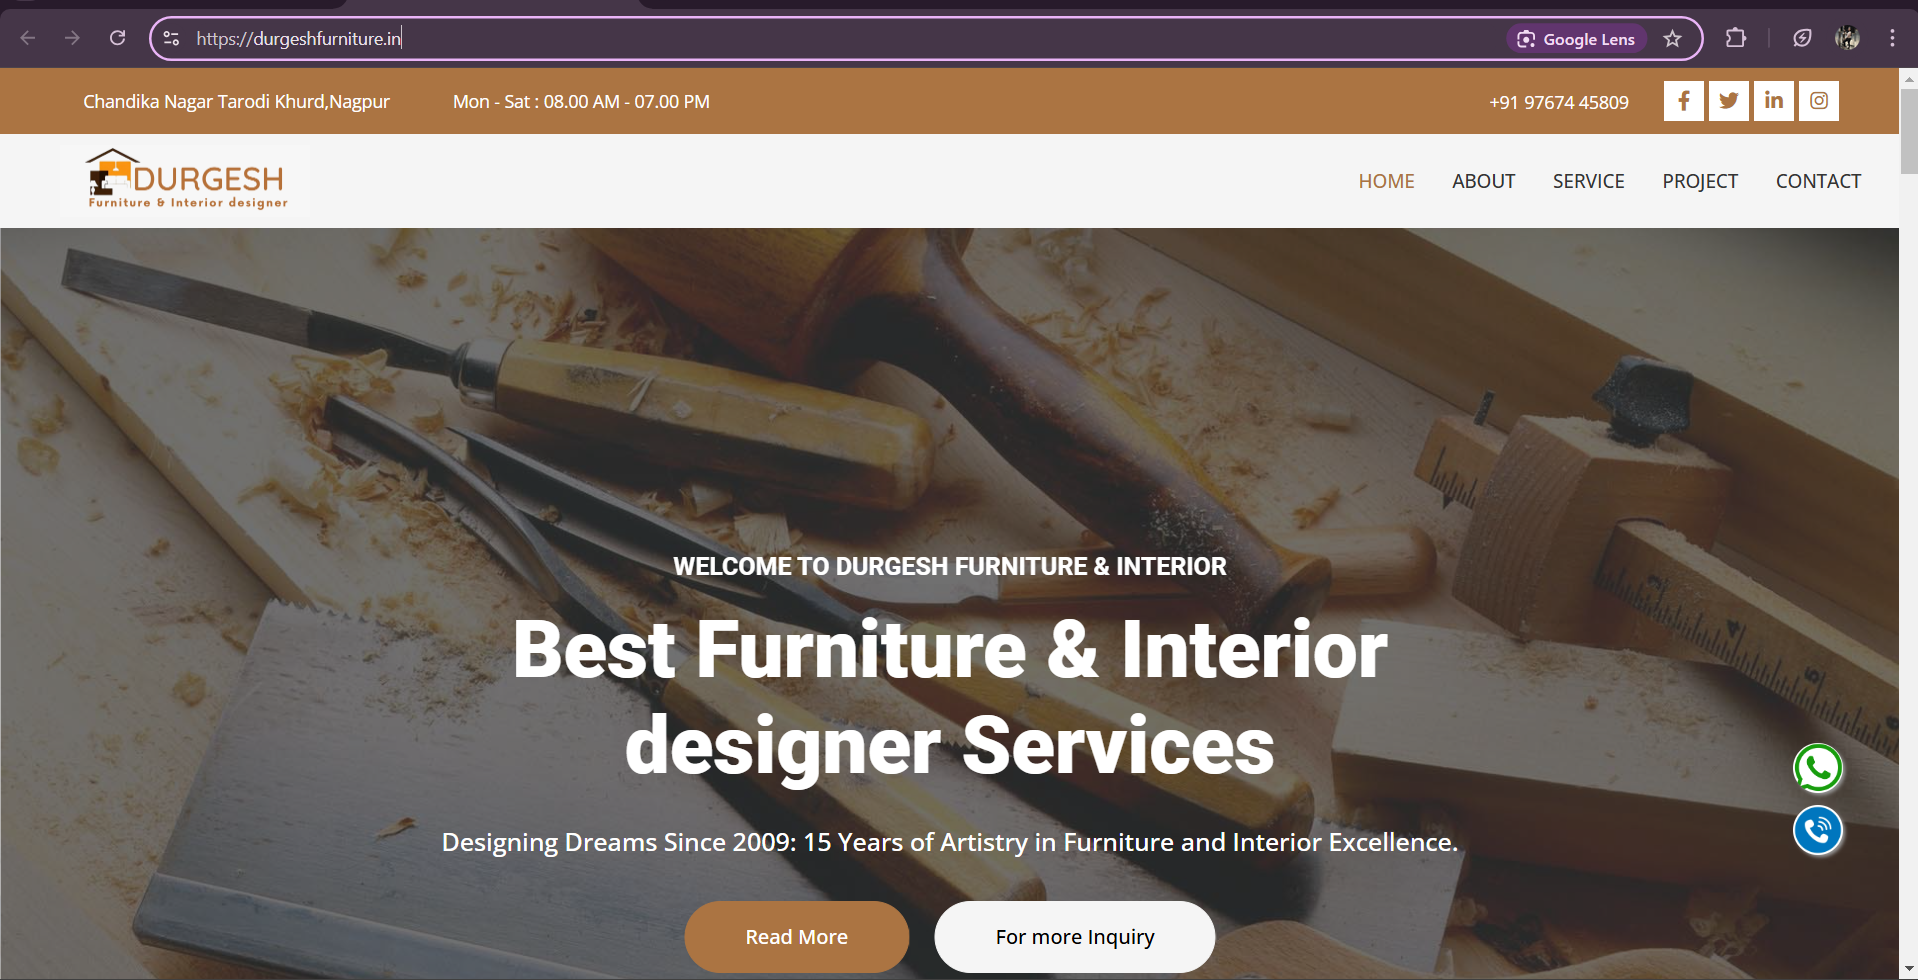 https://durgeshfurniture.in
Google Lens
Chandika Nagar Tarodi Khurd,Nagpur
Mon - Sat : 08.00 AM - 07.00 PM
+91 97674 45809
DURGESH
Furniture & Interior designer
HOME
ABOUT
SERVICE
PROJECT
CONTACT
WELCOME TO DURGESH FURNITURE & INTERIOR
Best Furniture & Interior
designer Services
Designing Dreams Since 2009: 15 Years of Artistry in Furniture and Interior Excellence.
Read More
For more Inquiry